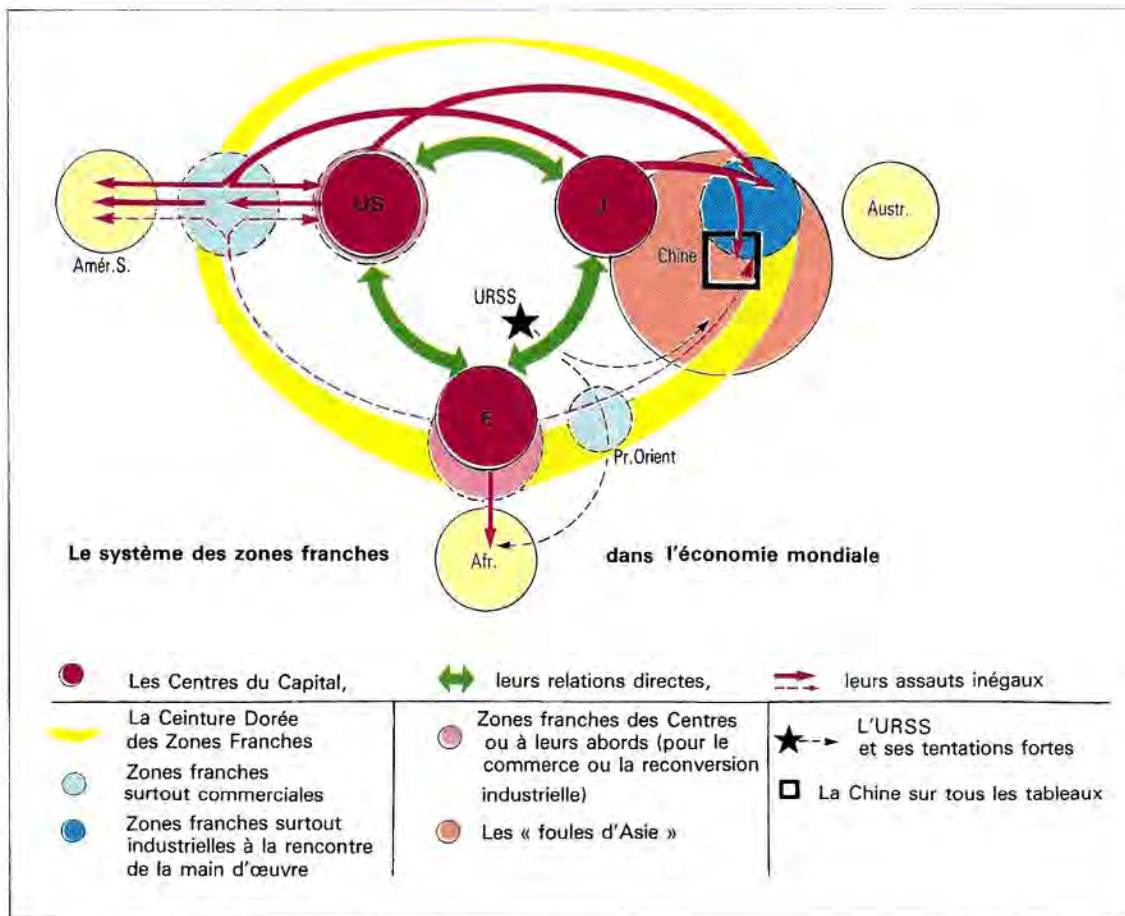 US
J
Austr.
Amér.S.
Chine
URSS
E
Pr.Orient
Afr.
Le système des zones franches dans l'économie mondiale
Les Centres du Capital,
leurs relations directes,
leurs assauts inégaux
La Ceinture Dorée
des Zones Franches
Zones franches
surtout commerciales
Zones franches surtout
industrielles à la rencontre
de la main d'œuvre
Zones franches des Centres
ou à leurs abords (pour le
commerce ou la reconversion
industrielle)
Les « foules d'Asie »
L'URSS
et ses tentations fortes
La Chine sur tous les tableaux